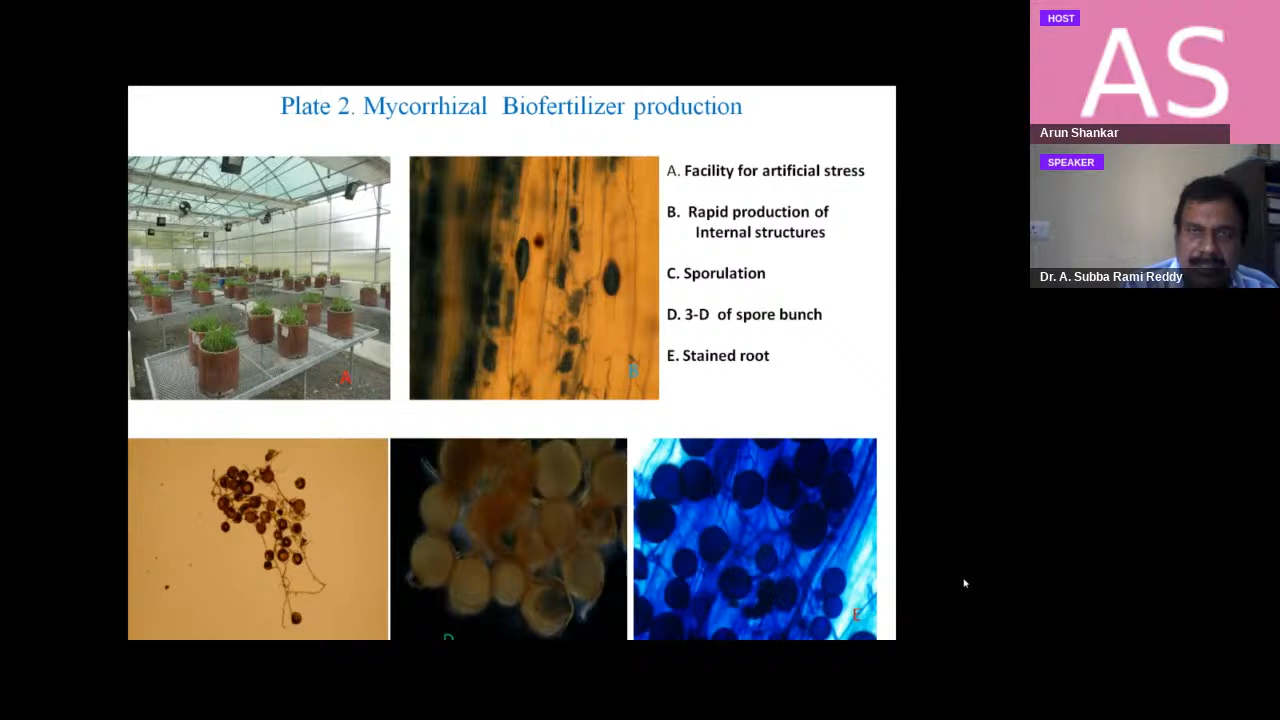 Plate 2. Mycorrhizal Biofertilizer production
A. Facility for artificial stress
B. Rapid production of
Internal structures
C. Sporulation
D. 3-D of spore bunch
E. Stained root
A
B
D
E
HOST
AS
Arun Shankar
SPEAKER
Dr. A. Subba Rami Reddy